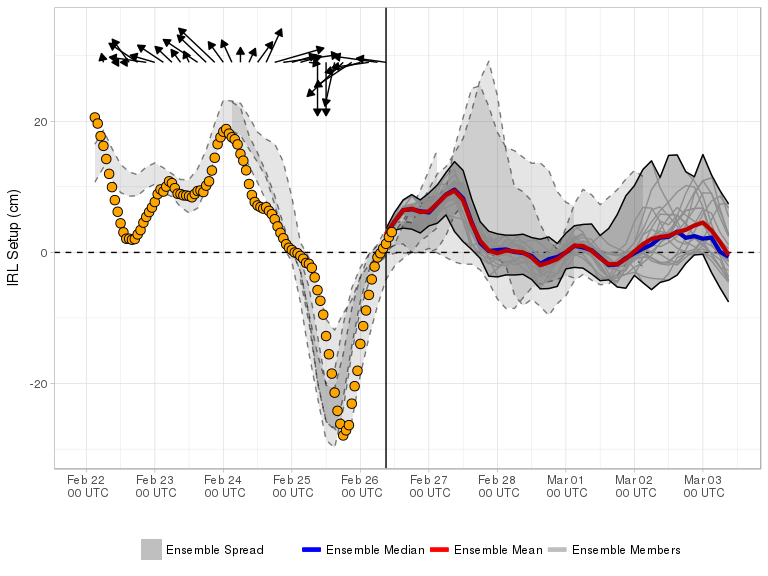 IRL Setup (cm)
20
0
-20
Feb 22 Feb 23 Feb 24 Feb 25 Feb 26 Feb 27 Feb 28 Mar 01 Mar 02 Mar 03
00 UTC 00 UTC 00 UTC 00 UTC 00 UTC 00 UTC 00 UTC 00 UTC 00 UTC 00 UTC
Ensemble Spread Ensemble Median Ensemble Mean Ensemble Members